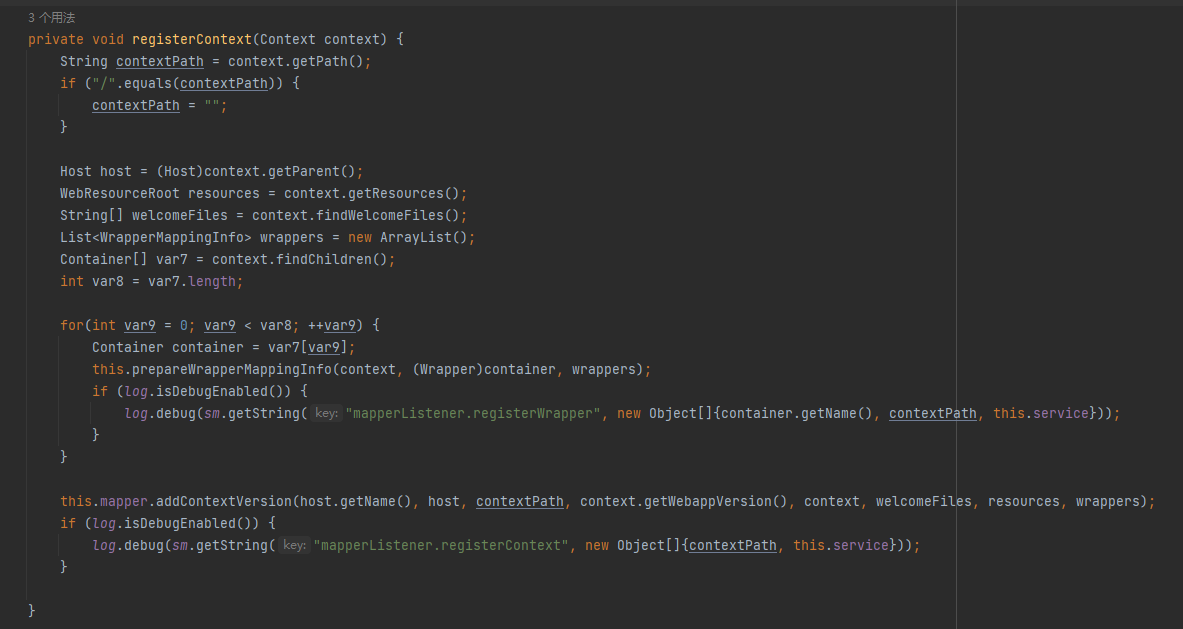 3 个用法
private void registerContext(Context context) {
String contextPath = context.getPath();
if ("/".equals(contextPath)) {
contextPath = "";
}
Host host = (Host)context.getParent();
WebResourceRoot resources = context.getResources();
String[] welcomeFiles = context.findWelcomeFiles();
List<WrapperMappingInfo> wrappers = new ArrayList();
Container[] var7 = context.findChildren();
int var8 = var7.length;
for(int var9 = 0; var9 < var8; ++var9) {
Container container = var7[var9];
this.prepareWrapperMappingInfo(context, (Wrapper)container, wrappers);
if (log.isDebugEnabled()) {
log.debug(sm.getString( key: "mapperListener.registerWrapper", new Object[]{container.getName(), contextPath, this.service}));
}
}
this.mapper.addContextVersion(host.getName(), host, contextPath, context.getWebappVersion(), context, welcomeFiles, resources, wrappers);
if (log.isDebugEnabled()) {
log.debug(sm.getString( key: "mapperListener.registerContext", new Object[]{contextPath, this.service}));
}
}